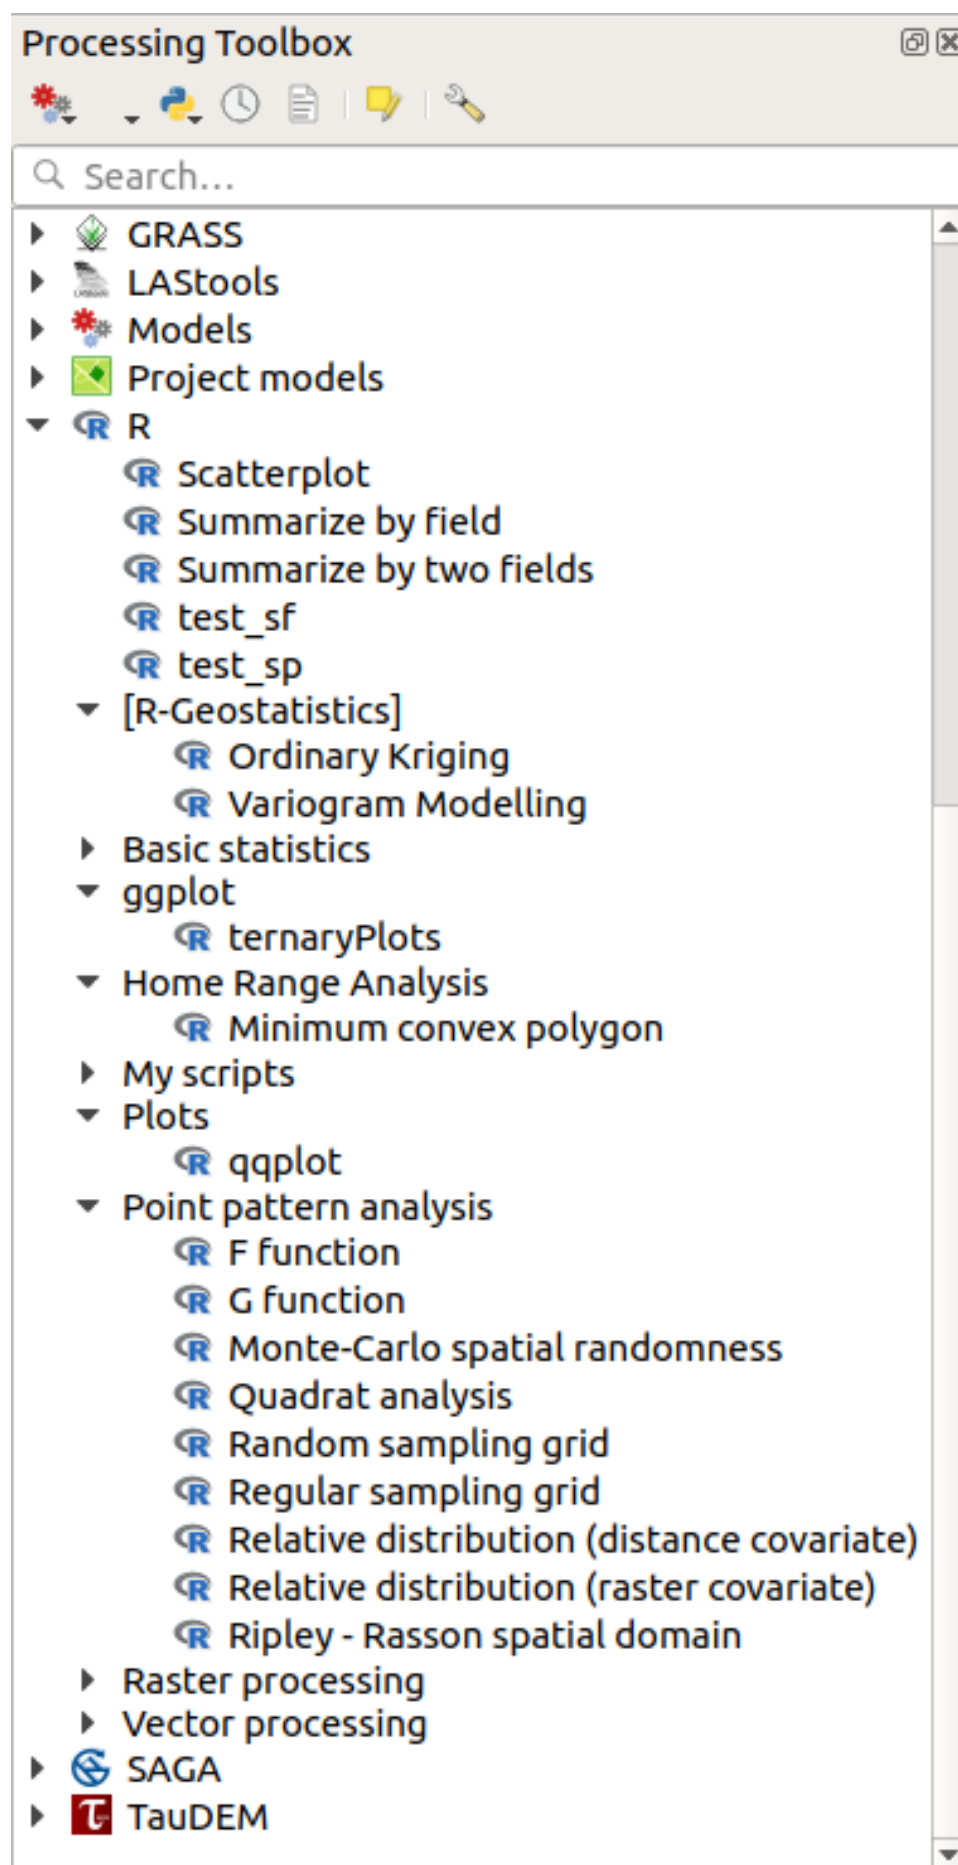 Processing Toolbox
Search...
GRASS
LAStools
Models
Project models
R
Scatterplot
Summarize by field
Summarize by two fields
test_sf
test_sp
[R-Geostatistics]
Ordinary Kriging
Variogram Modelling
Basic statistics
ggplot
ternaryPlots
Home Range Analysis
Minimum convex polygon
My scripts
Plots
qqplot
Point pattern analysis
F function
G function
Monte-Carlo spatial randomness
Quadrat analysis
Random sampling grid
Regular sampling grid
Relative distribution (distance covariate)
Relative distribution (raster covariate)
Ripley - Rasson spatial domain
Raster processing
Vector processing
SAGA
TauDEM